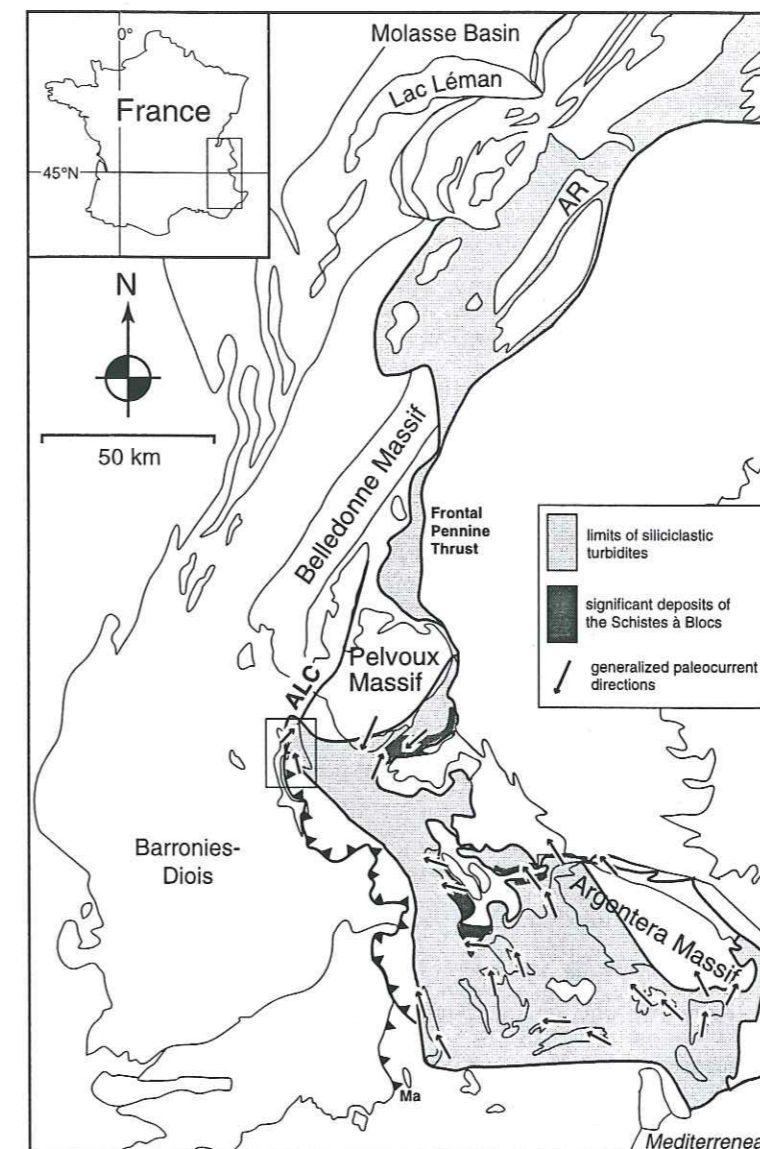 0°
France
45°N
Molasse Basin
Lac Léman
AR
N
50 km
Belledonne Massif
Frontal
Pennine
Thrust
limits of siliciclastic
turbidites
significant deposits of
the Schistes à Blocs
generalized paleocurrent
directions
Pelvoux
Massif
ALC
Barronies-
Diois
Argentera Massif
Ma
Mediterrenea